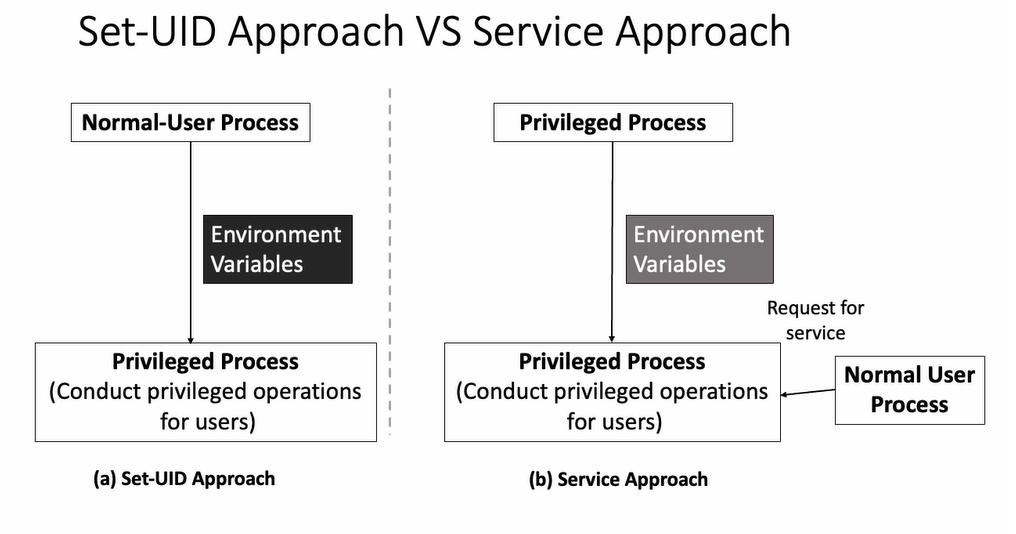 Set-UID Approach VS Service Approach
Normal-User Process
Environment
Variables
Privileged Process
(Conduct privileged operations
for users)
(a) Set-UID Approach
Privileged Process
Environment
Variables
Request for
service
Privileged Process
(Conduct privileged operations
for users)
Normal User
Process
(b) Service Approach